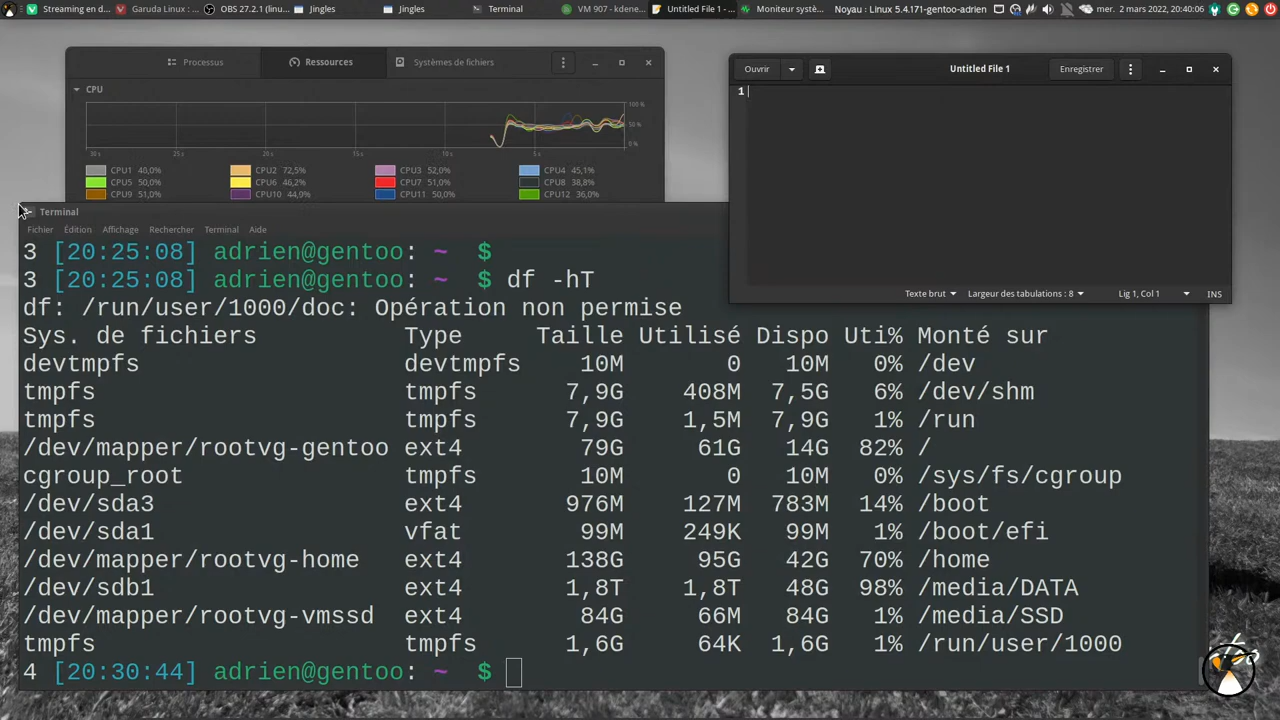 Streaming en d...
Garuda Linux : ...
OBS 27.2.1 (linu...
Jingles
Jingles
Terminal
VM 907 - kdene...
Untitled File 1 - ...
Moniteur systè...
Noyau : Linux 5.4.171-gentoo-adrien
mer. 2 mars 2022, 20:40:06
Processus
Ressources
Systèmes de fichiers
CPU
100 %
50 %
0 %
30 s
25 s
20 s
15 s
10 s
5 s
CPU1 40,0% CPU2 72,5% CPU3 52,0% CPU4 45,1%
CPU5 50,0% CPU6 46,2% CPU7 51,0% CPU8 38,8%
CPU9 51,0% CPU10 44,9% CPU11 50,0% CPU12 36,0%
Ouvrir
Untitled File 1
Enregistrer
1
Texte brut
Largeur des tabulations : 8
Lig 1, Col 1
INS
Terminal
Fichier Édition Affichage Rechercher Terminal Aide
3 [20:25:08] adrien@gentoo: ~ $
3 [20:25:08] adrien@gentoo: ~ $ df -hT
df: /run/user/1000/doc: Opération non permise
Sys. de fichiers Type Taille Utilisé Dispo Uti% Monté sur
devtmpfs devtmpfs 10M 0 10M 0% /dev
tmpfs tmpfs 7,9G 408M 7,5G 6% /dev/shm
tmpfs tmpfs 7,9G 1,5M 7,9G 1% /run
/dev/mapper/rootvg-gentoo ext4 79G 61G 14G 82% /
cgroup_root tmpfs 10M 0 10M 0% /sys/fs/cgroup
/dev/sda3 ext4 976M 127M 783M 14% /boot
/dev/sda1 vfat 99M 249K 99M 1% /boot/efi
/dev/mapper/rootvg-home ext4 138G 95G 42G 70% /home
/dev/sdb1 ext4 1,8T 1,8T 48G 98% /media/DATA
/dev/mapper/rootvg-vmssd ext4 84G 66M 84G 1% /media/SSD
tmpfs tmpfs 1,6G 64K 1,6G 1% /run/user/1000
4 [20:30:44] adrien@gentoo: ~ $